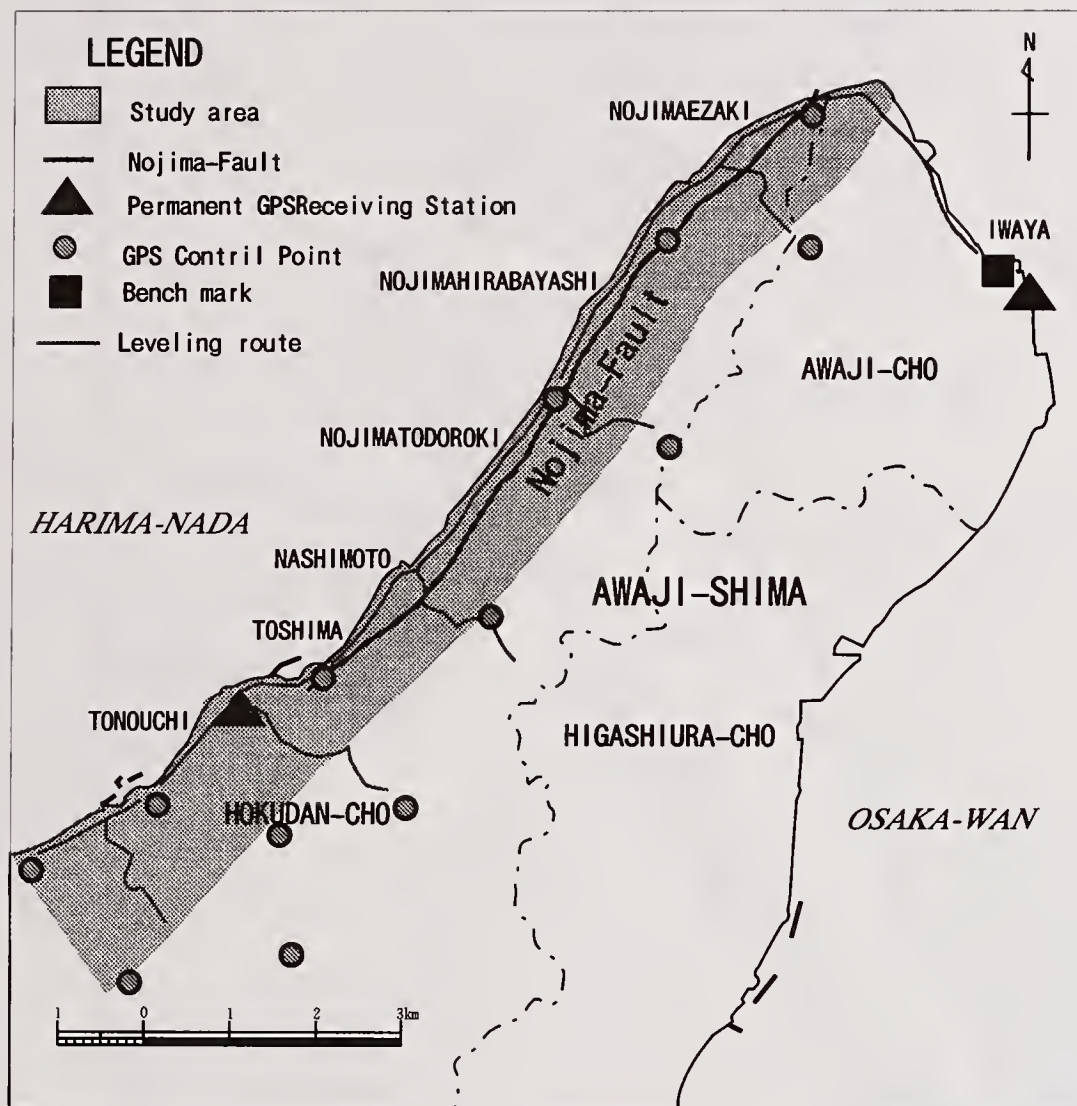 LEGEND
Study area
Nojima-Fault
Permanent GPSReceiving Station
GPS Contril Point
Bench mark
Leveling route
N
NOJIMAEZAKI
IWAYA
NOJIMAHIRABAYASHI
AWAJI-CHO
Nojima-Fault
NOJIMATODOROKI
HARIMA-NADA
NASHIMOTO
AWAJI-SHIMA
TOSHIMA
TONOUCHI
HIGASHIURA-CHO
HOKUDAN-CHO
OSAKA-WAN
1 0 1 2 3km